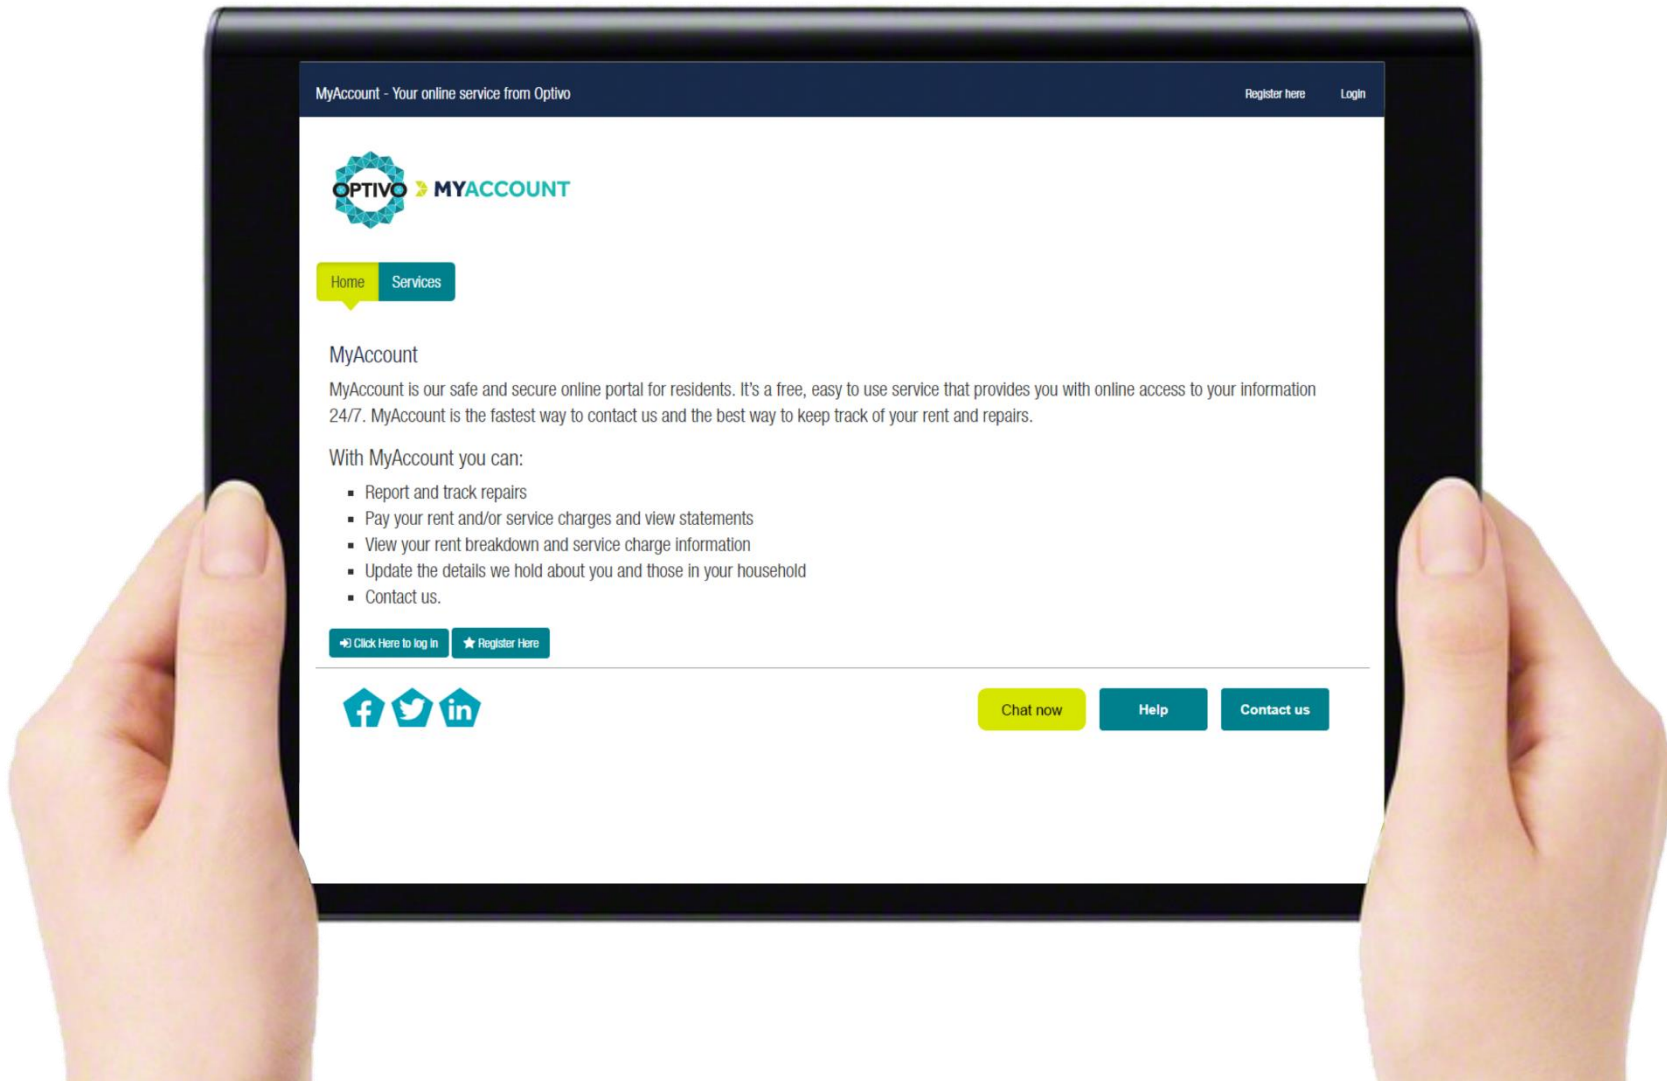 MyAccount - Your online service from Optivo
Register here
Login
OPTIVO MYACCOUNT
Home
Services
MyAccount
MyAccount is our safe and secure online portal for residents. It's a free, easy to use service that provides you with online access to your information
24/7. MyAccount is the fastest way to contact us and the best way to keep track of your rent and repairs.
With MyAccount you can:
▪ Report and track repairs
▪ Pay your rent and/or service charges and view statements
▪ View your rent breakdown and service charge information
▪ Update the details we hold about you and those in your household
▪ Contact us.
Click Here to log in
Register Here
f
in
Chat now
Help
Contact us